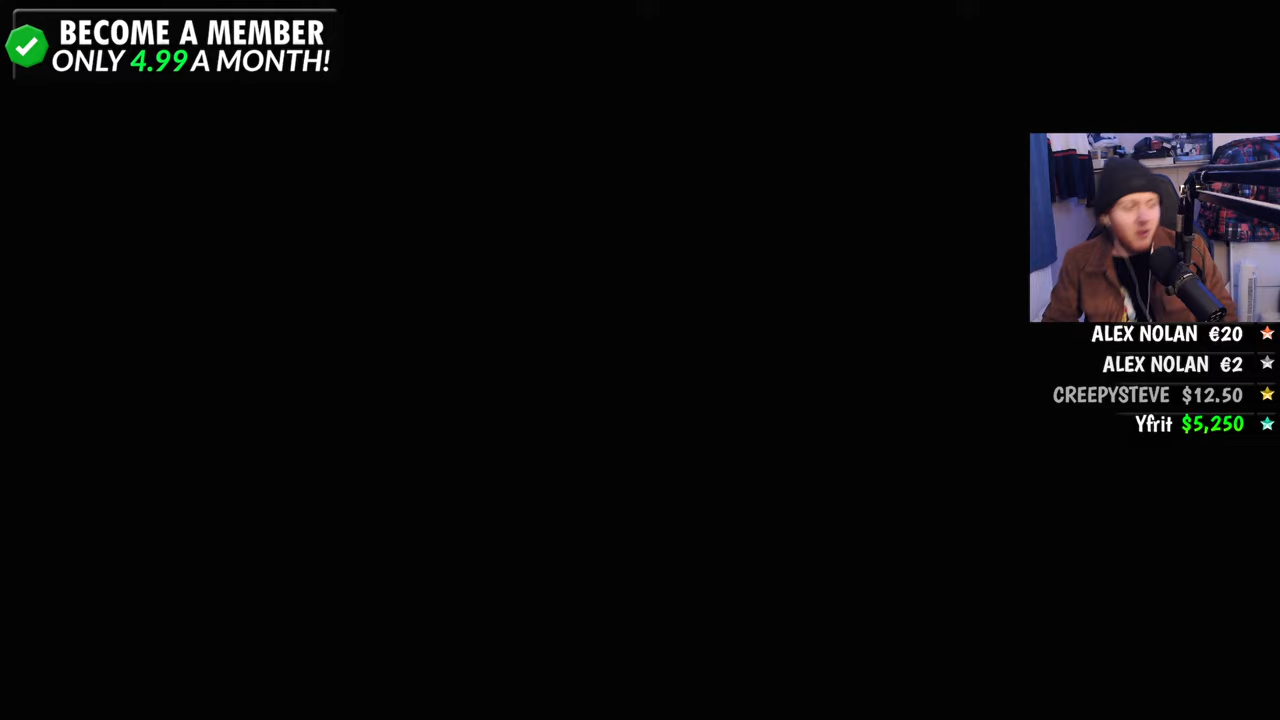 BECOME A MEMBER
ONLY 4.99 A MONTH!
ALEX NOLAN €20
ALEX NOLAN €2
CREEPYSTEVE $12.50
Yfrit $5,250